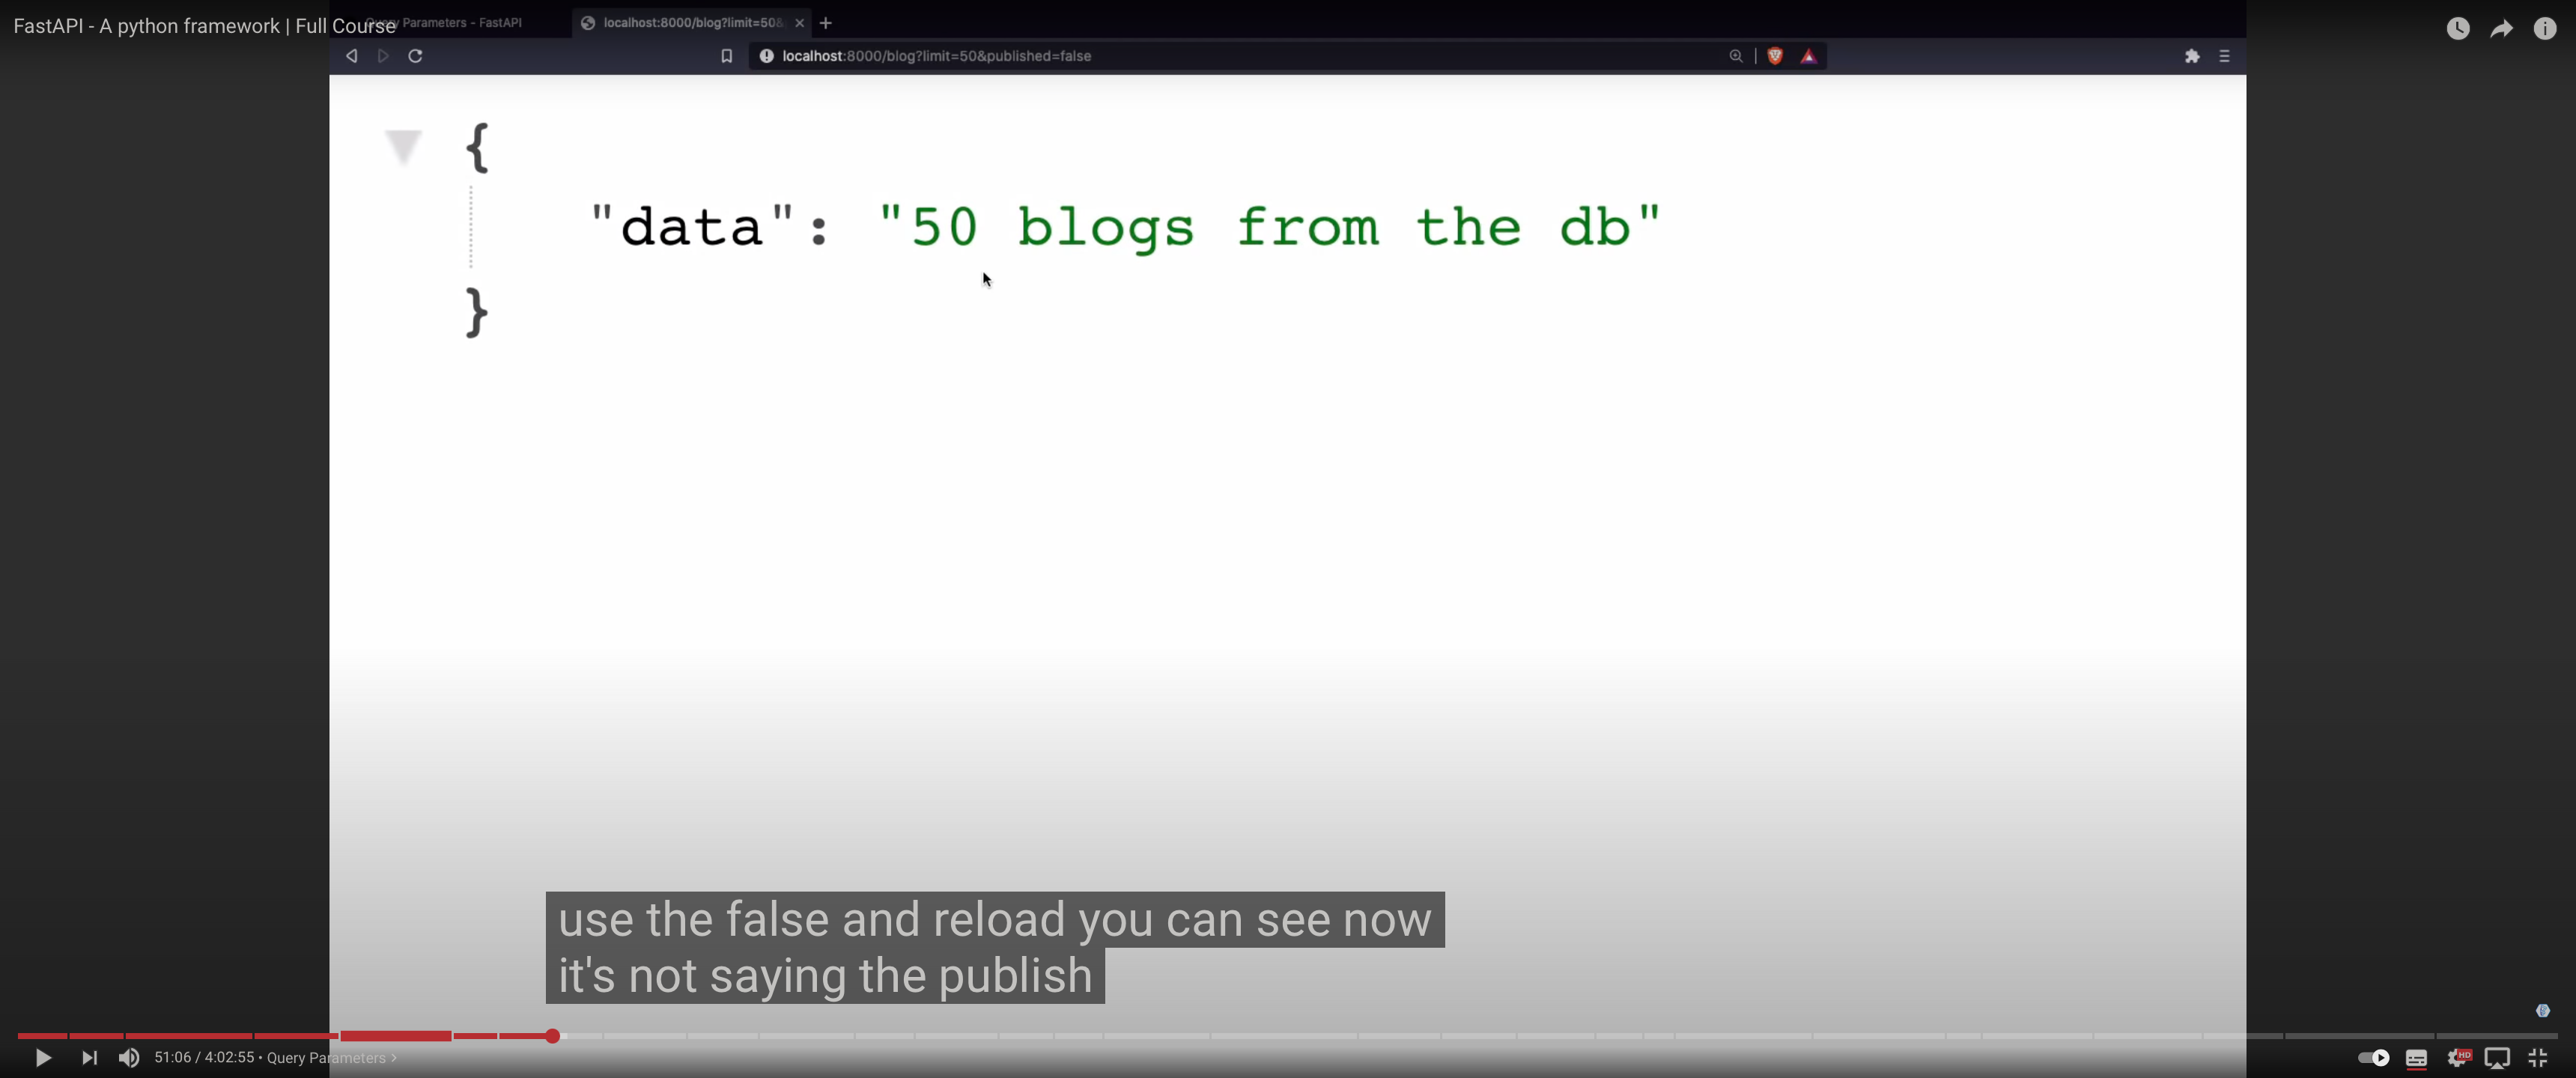 FastAPI - A python framework | Full Course
Query Parameters - FastAPI
localhost:8000/blog?limit=50&
localhost:8000/blog?limit=50&published=false
{
"data": "50 blogs from the db"
}
use the false and reload you can see now
it's not saying the publish
51:06 / 4:02:55 • Query Parameters >
HD